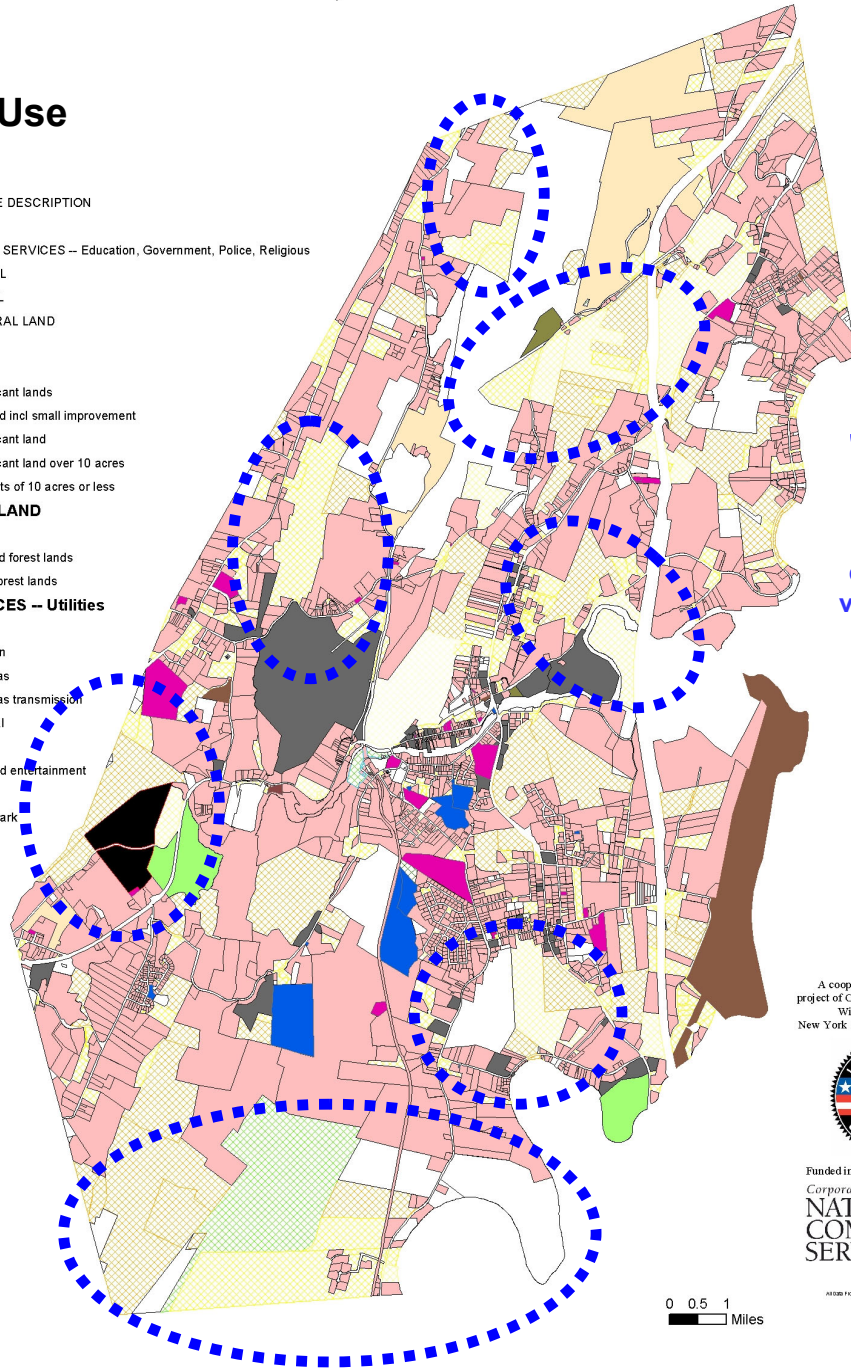 Use
E DESCRIPTION
SERVICES -- Education, Government, Police, Religious
L
L
RAL LAND
cant lands
d incl small improvement
cant land
cant land over 10 acres
ts of 10 acres or less
LAND
d forest lands
orest lands
CES -- Utilities
n
as
as transmission
l
d entertainment
ark
v
A coop
project of C
Wi
New York
Funded in
Corpora
NAT
COM
SER
0 0.5 1
Miles